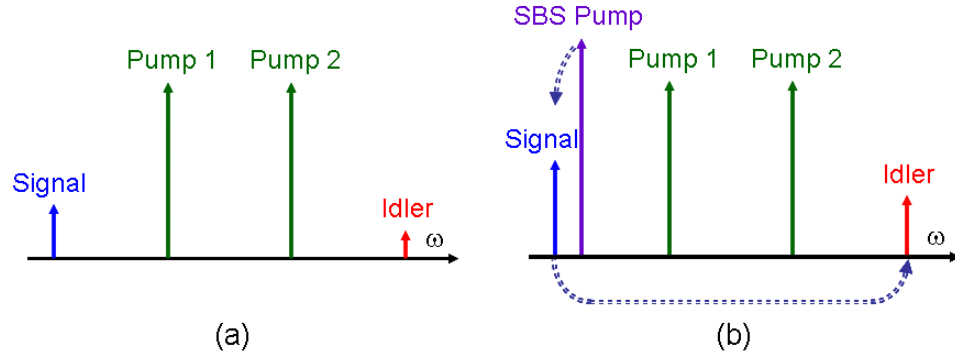 Pump 1
Pump 2
Signal
Idler
ω
(a)
SBS Pump
Pump 1
Pump 2
Signal
Idler
ω
(b)